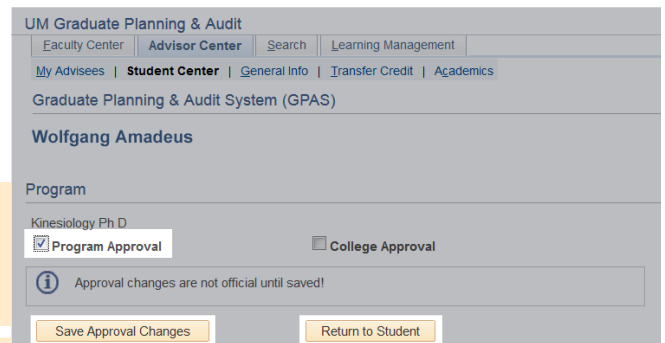 UM Graduate Planning & Audit
Faculty Center Advisor Center Search Learning Management
My Advisees | Student Center | General Info | Transfer Credit | Academics
Graduate Planning & Audit System (GPAS)
Wolfgang Amadeus
Program
Kinesiology Ph D
Program Approval College Approval
Approval changes are not official until saved!
Save Approval Changes Return to Student